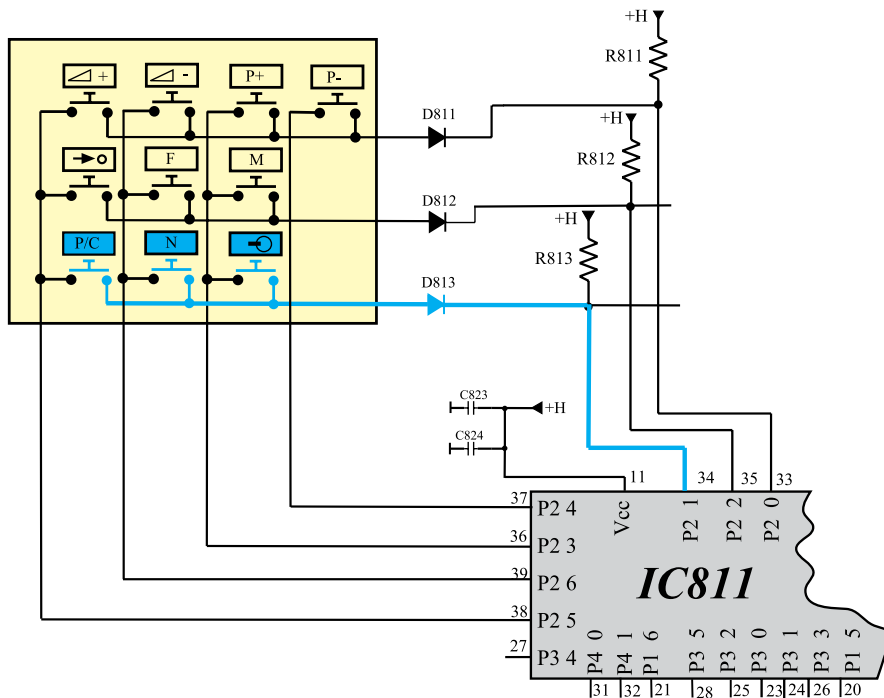 +H
R811
+
-
P+
P-
D811
+H
R812
F
M
D812
+H
R813
P/C
N
D813
C823
+H
C824
11
34
35
33
37
P2 4
Vcc
P2 1
P2 2
P2 0
36
P2 3
39
P2 6
IC811
38
P2 5
27
P3 4
P4 0
P4 1
P1 6
P3 5
P3 2
P3 0
P3 1
P3 3
P1 5
31
32
21
28
25
23
24
26
20